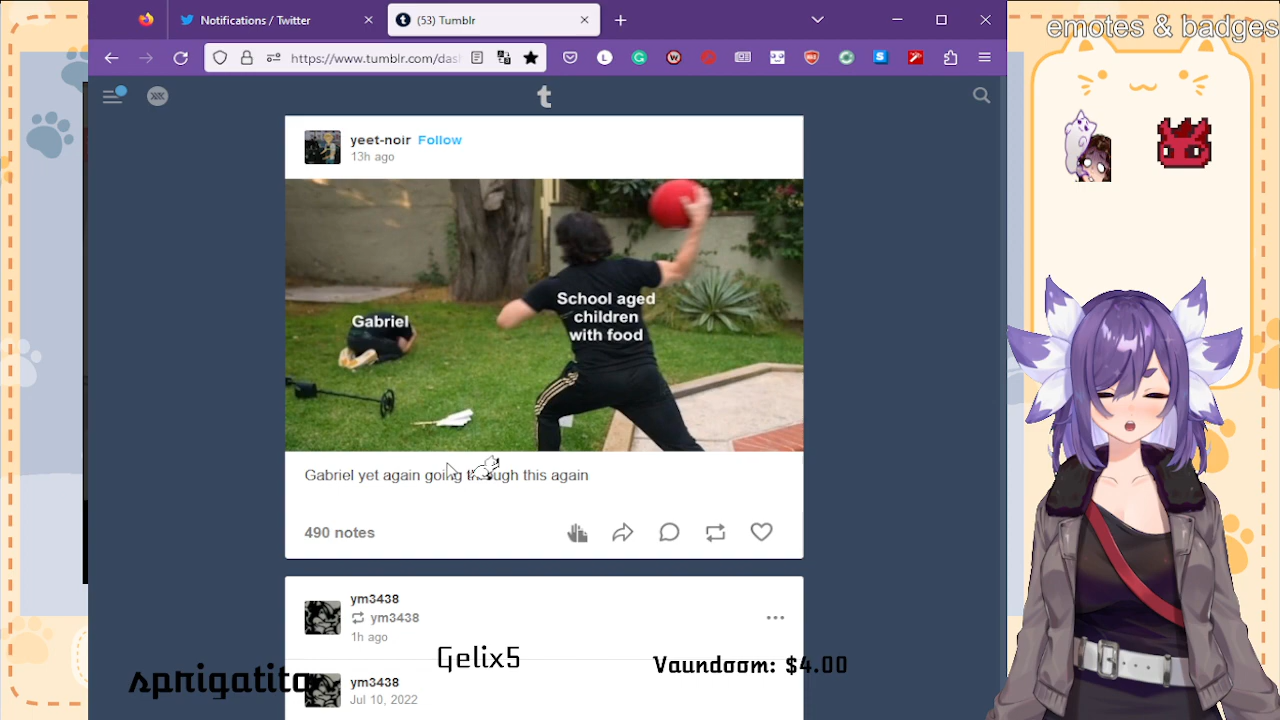 Notifications / Twitter
(53) Tumblr
emotes & badges
https://www.tumblr.com/das
yeet-noir Follow
13h ago
Gabriel
School aged
children
with food
Gabriel yet again going through this again
490 notes
ym3438
ym3438
1h ago
ym3438
Jul 10, 2022
sprigatito
Gelix5
Vaundoom: $4.00